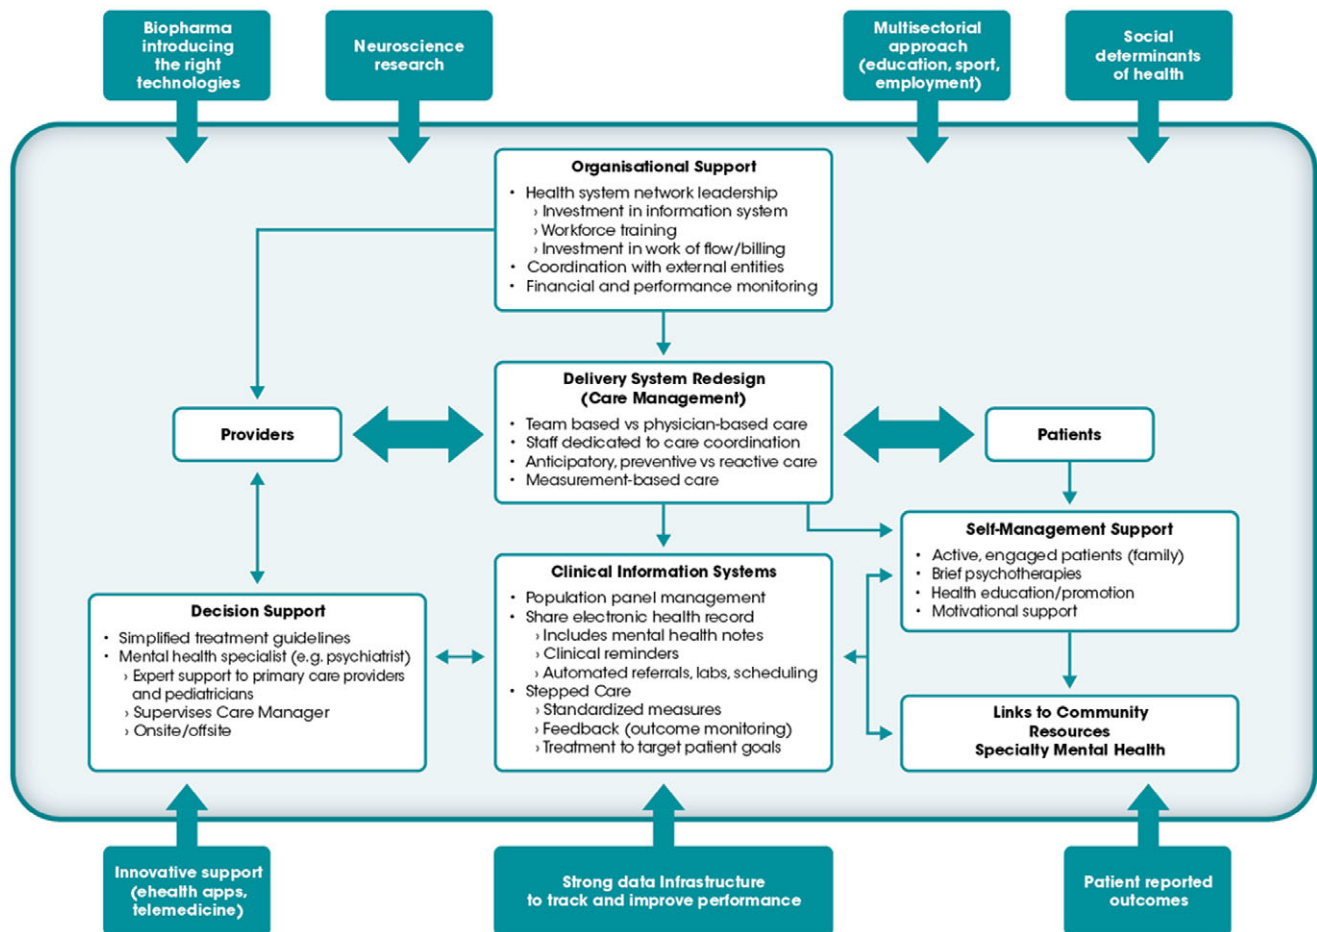 Biopharma
introducing
the right
technologies
Neuroscience
research
Multisectorial
approach
(education, sport,
employment)
Social
determinants
of health
Organisational Support
• Health system network leadership
› Investment in information system
› Workforce training
› Investment in work of flow/billing
• Coordination with external entities
• Financial and performance monitoring
Providers
Delivery System Redesign
(Care Management)
• Team based vs physician-based care
• Staff dedicated to care coordination
• Anticipatory, preventive vs reactive care
• Measurement-based care
Patients
Decision Support
• Simplified treatment guidelines
• Mental health specialist (e.g. psychiatrist)
› Expert support to primary care providers
and pediatricians
› Supervises Care Manager
› Onsite/offsite
Clinical Information Systems
• Population panel management
• Share electronic health record
› Includes mental health notes
› Clinical reminders
› Automated referrals, labs, scheduling
• Stepped Care
› Standardized measures
› Feedback (outcome monitoring)
› Treatment to target patient goals
Self-Management Support
• Active, engaged patients (family)
• Brief psychotherapies
• Health education/promotion
• Motivational support
Links to Community
Resources
Specialty Mental Health
Innovative support
(ehealth apps,
telemedicine)
Strong data Infrastructure
to track and improve performance
Patient reported
outcomes